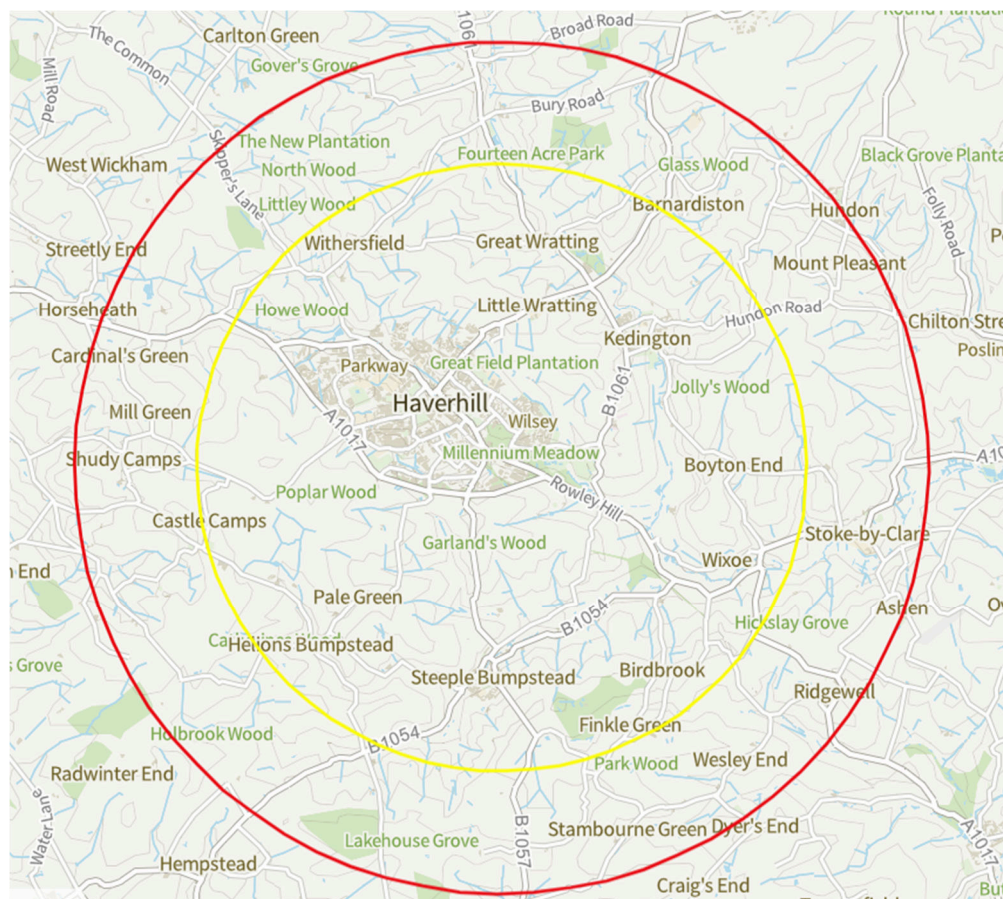 B1061
Broad Road
Carlton Green
The Common
Gover's Grove
Mill Road
Bury Road
The New Plantation
Fourteen Acre Park
Black Grove Planta
West Wickham
North Wood
Glass Wood
Skipper's Lane
Littley Wood
Barnardiston
Hundon
Folly Road
Streetly End
Withersfield
Great Wratting
Mount Pleasant
Horseheath
Howe Wood
Little Wratting
Hundon Road
Chilton Stre
Kedington
Poslin
Cardinal's Green
Parkway
Great Field Plantation
Jolly's Wood
Mill Green
Haverhill
B1061
A1017
Wilsey
Shudy Camps
Millennium Meadow
Boyton End
A10
Poplar Wood
Rowley Hill
Castle Camps
Garland's Wood
Stoke-by-Clare
Wixoe
n End
Pale Green
B1054
Ashen
Hickslay Grove
Helions Bumpstead
s Grove
Steeple Bumpstead
Birdbrook
Ridgewell
Holbrook Wood
B1054
Finkle Green
Radwinter End
Park Wood
Wesley End
Water Lane
B1057
Lakehouse Grove
Stambourne Green
Dyer's End
A1017
Hempstead
Craig's End
But